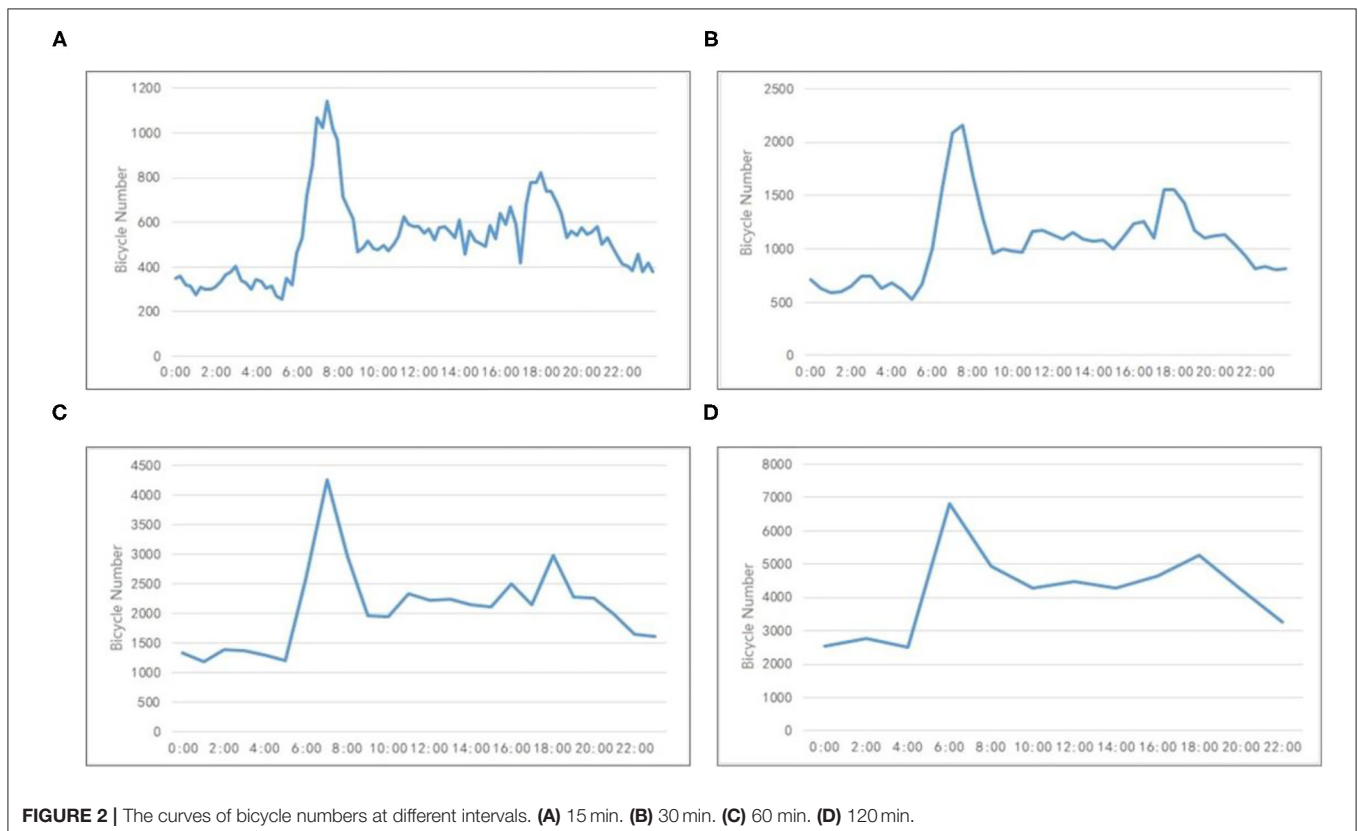 A
B
1200
1000
800
600
400
200
0
Bicycle Number
0:00 2:00 4:00 6:00 8:00 10:00 12:00 14:00 16:00 18:00 20:00 22:00
2500
2000
1500
1000
500
0
Bicycle Number
0:00 2:00 4:00 6:00 8:00 10:00 12:00 14:00 16:00 18:00 20:00 22:00
C
D
4500
4000
3500
3000
2500
2000
1500
1000
500
0
Bicycle Number
0:00 2:00 4:00 6:00 8:00 10:00 12:00 14:00 16:00 18:00 20:00 22:00
8000
7000
6000
5000
4000
3000
2000
1000
0
Bicycle Number
0:00 2:00 4:00 6:00 8:00 10:00 12:00 14:00 16:00 18:00 20:00 22:00
FIGURE 2 | The curves of bicycle numbers at different intervals. (A) 15 min. (B) 30 min. (C) 60 min. (D) 120 min.